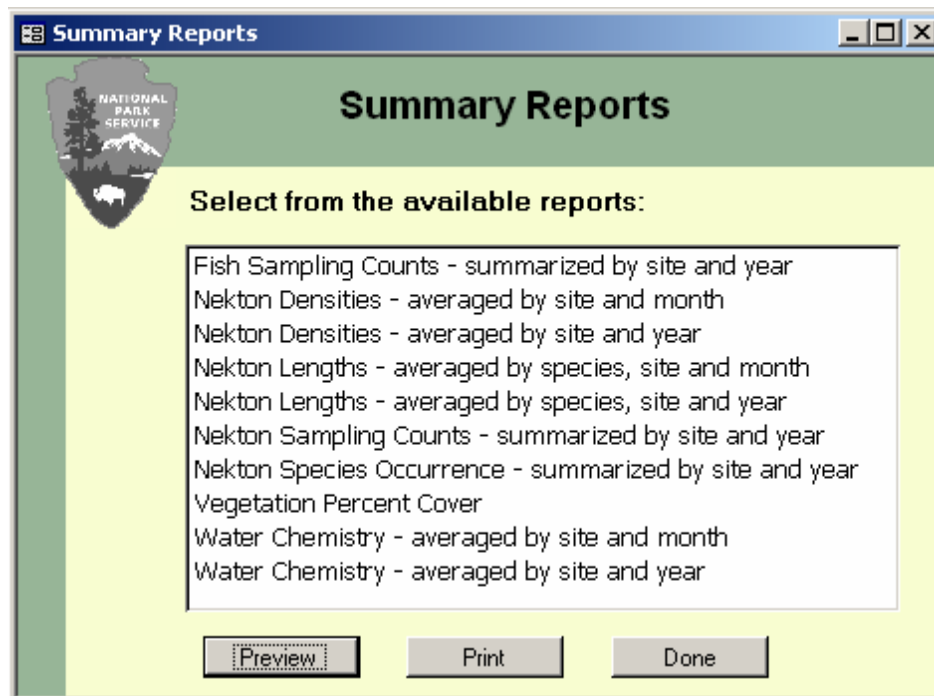 Summary Reports
NATIONAL
PARK
SERVICE
Summary Reports
Select from the available reports:
Fish Sampling Counts - summarized by site and year
Nekton Densities - averaged by site and month
Nekton Densities - averaged by site and year
Nekton Lengths - averaged by species, site and month
Nekton Lengths - averaged by species, site and year
Nekton Sampling Counts - summarized by site and year
Nekton Species Occurrence - summarized by site and year
Vegetation Percent Cover
Water Chemistry - averaged by site and month
Water Chemistry - averaged by site and year
Preview Print Done